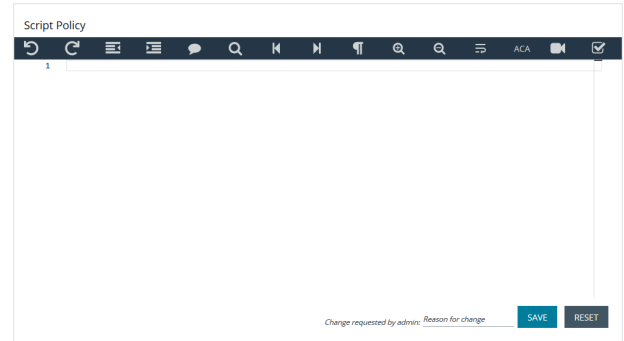 Script Policy
ACA
1
Change requested by admin: Reason for change
SAVE
RESET